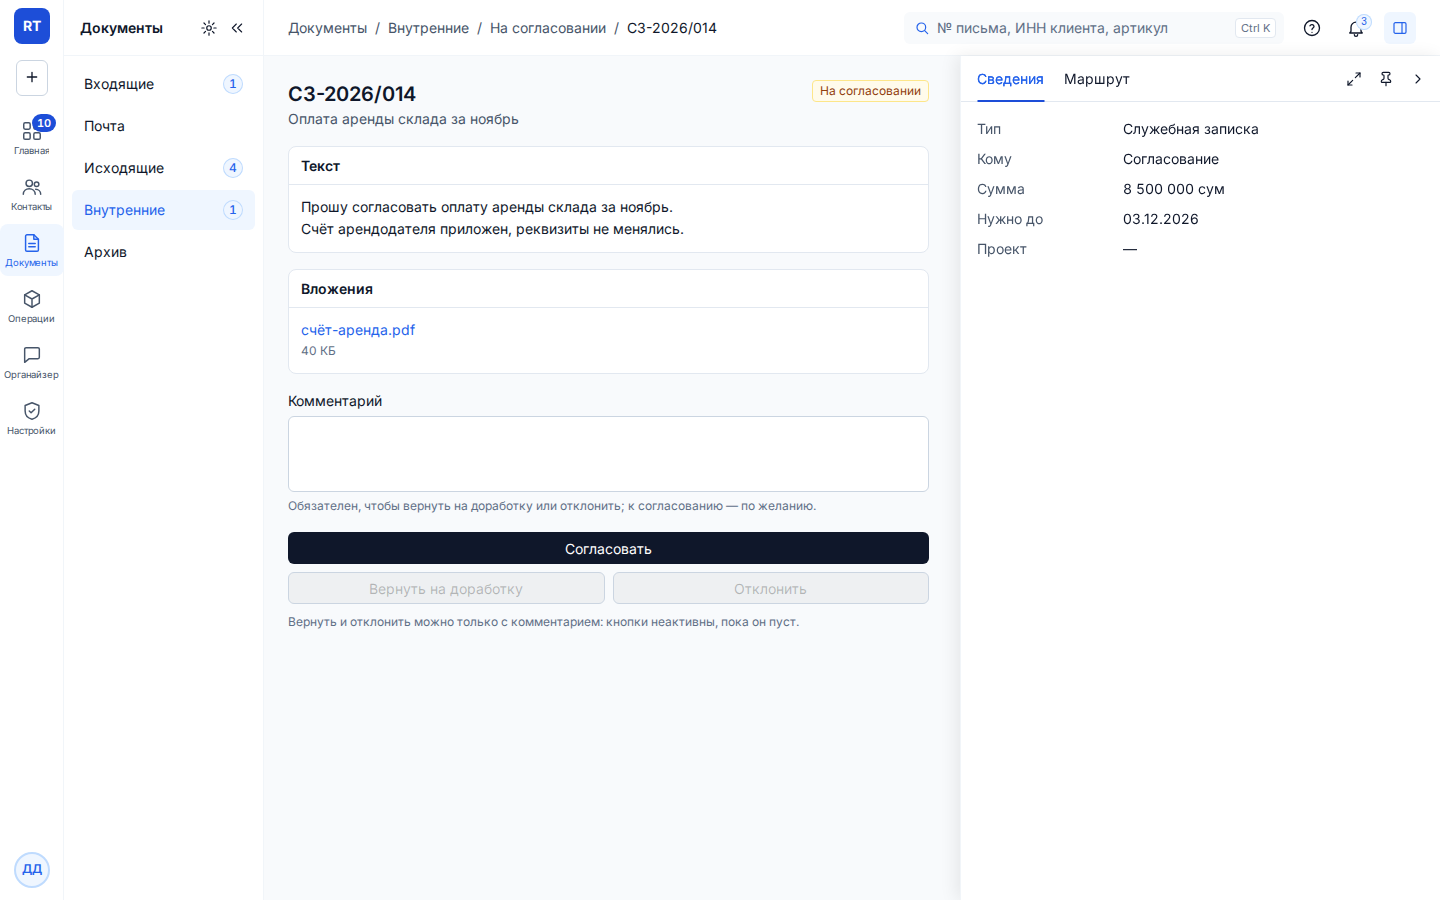 RT
10
Главная
Контакты
Документы
Операции
Органайзер
Настройки
ДД
Документы
Входящие 1
Почта
Исходящие 4
Внутренние 1
Архив
Документы / Внутренние / На согласовании / СЗ-2026/014
№ письма, ИНН клиента, артикул Ctrl K
3
СЗ-2026/014
На согласовании
Оплата аренды склада за ноябрь
Текст
Прошу согласовать оплату аренды склада за ноябрь.
Счёт арендодателя приложен, реквизиты не менялись.
Вложения
счёт-аренда.pdf
40 КБ
Комментарий
Обязателен, чтобы вернуть на доработку или отклонить; к согласованию — по желанию.
Согласовать
Вернуть на доработку Отклонить
Вернуть и отклонить можно только с комментарием: кнопки неактивны, пока он пуст.
Сведения Маршрут
Тип Служебная записка
Кому Согласование
Сумма 8 500 000 сум
Нужно до 03.12.2026
Проект —